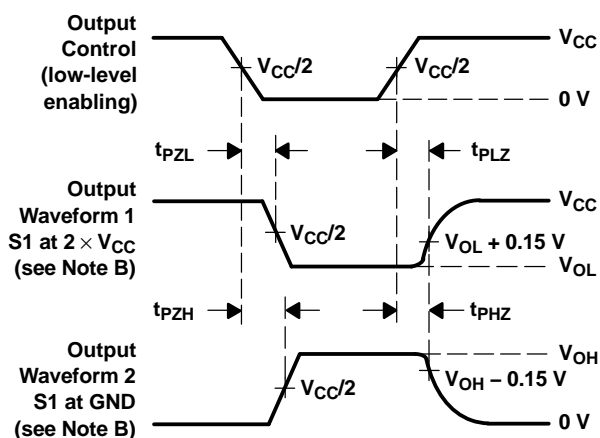 Output
Control
(low-level
enabling)
VCC/2
VCC/2
VCC
0 V
tPZL
tPLZ
Output
Waveform 1
S1 at 2 × VCC
(see Note B)
VCC/2
VCC
VOL + 0.15 V
VOL
tPZH
tPHZ
Output
Waveform 2
S1 at GND
(see Note B)
VCC/2
VOH
VOH − 0.15 V
0 V